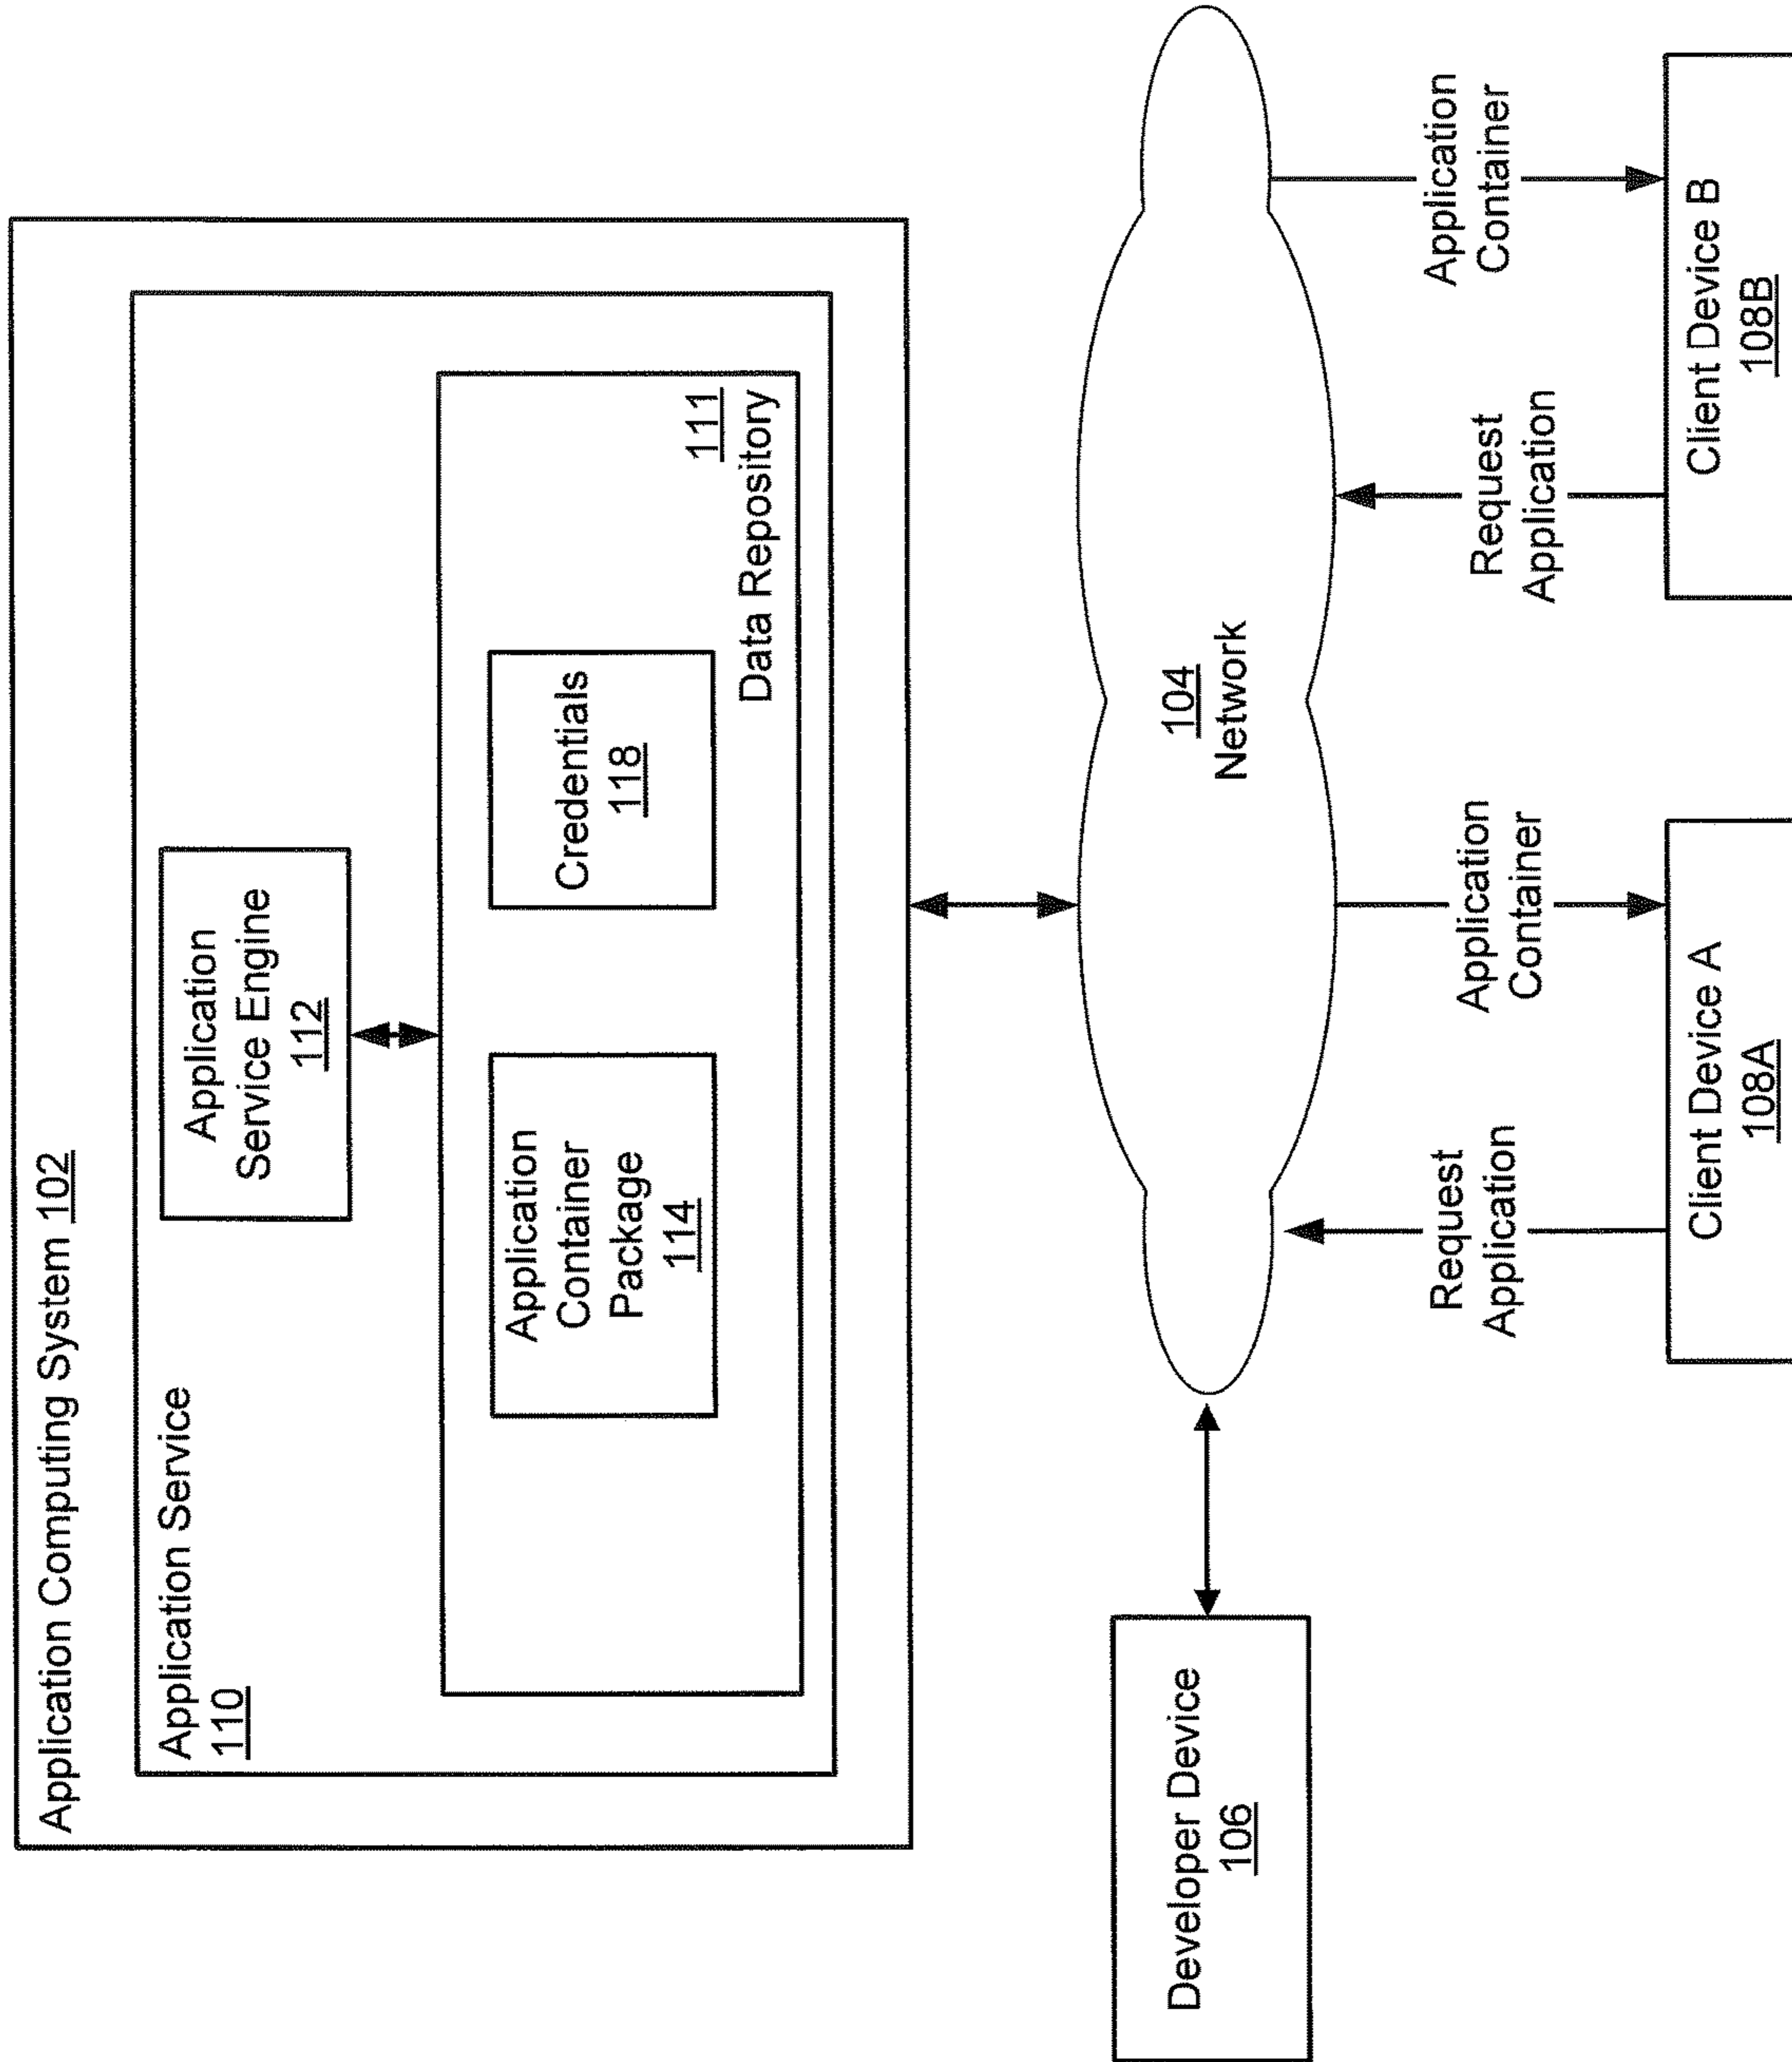 Application Computing System 102
Application Service
110
Application
Service Engine
112
Application
Container
Package
114
Credentials
118
111
Data Repository
104
Network
Developer Device
106
Request
Application
Application
Container
Request
Application
Application
Container
Client Device A
108A
Client Device B
108B